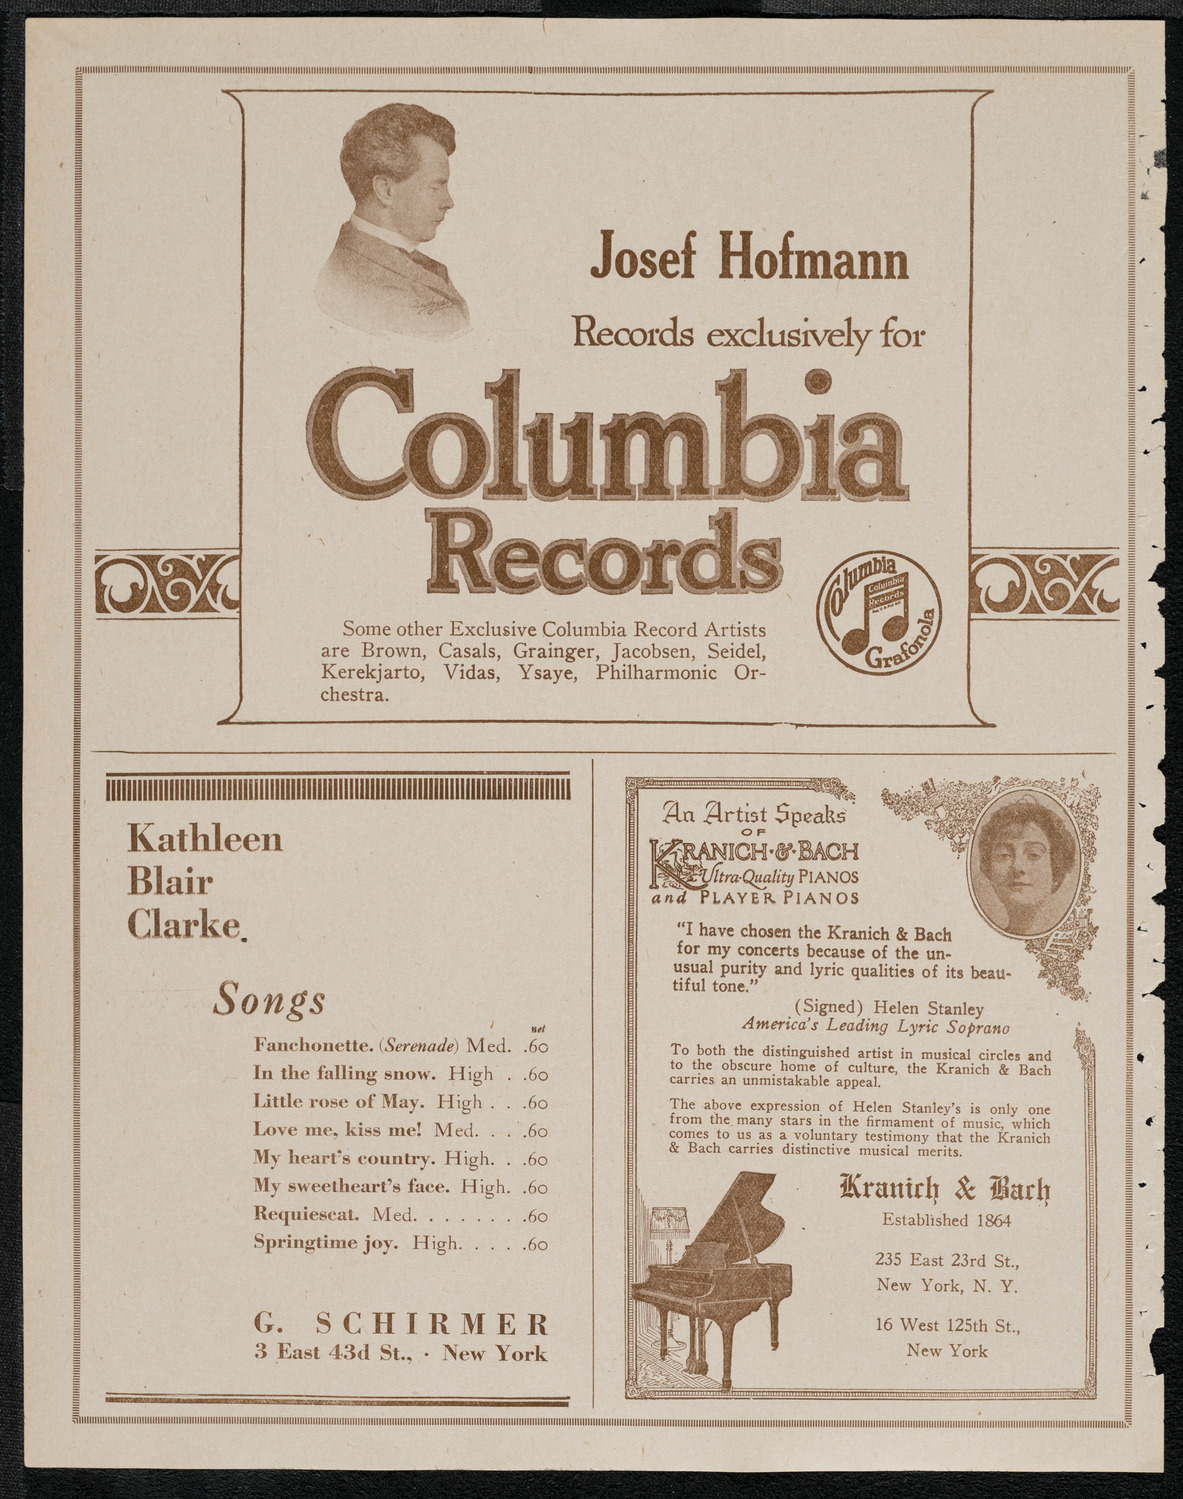 Josef Hofmann
Records exclusively for
Columbia
Records
Columbia
Columbia
Records
Grafonola
Some other Exclusive Columbia Record Artists
are Brown, Casals, Grainger, Jacobsen, Seidel,
Kerekjarto, Vidas, Ysaye, Philharmonic Or-
chestra.
Kathleen
Blair
Clarke.
Songs
net
Fanchonette. (Serenade) Med. .60
In the falling snow. High . .60
Little rose of May. High . . .60
Love me, kiss me! Med. . . .60
My heart's country. High. . .60
My sweetheart's face. High. .60
Requiescat. Med. . . . . . . .60
Springtime joy. High. . . . .60
G. SCHIRMER
3 East 43d St., · New York
An Artist Speaks
OF
KRANICH·&·BACH
Ultra-Quality PIANOS
and PLAYER PIANOS
"I have chosen the Kranich & Bach
for my concerts because of the un-
usual purity and lyric qualities of its beau-
tiful tone."
(Signed) Helen Stanley
America's Leading Lyric Soprano
To both the distinguished artist in musical circles and
to the obscure home of culture, the Kranich & Bach
carries an unmistakable appeal.
The above expression of Helen Stanley's is only one
from the many stars in the firmament of music, which
comes to us as a voluntary testimony that the Kranich
& Bach carries distinctive musical merits.
Kranich & Bach
Established 1864
235 East 23rd St.,
New York, N. Y.
16 West 125th St.,
New York